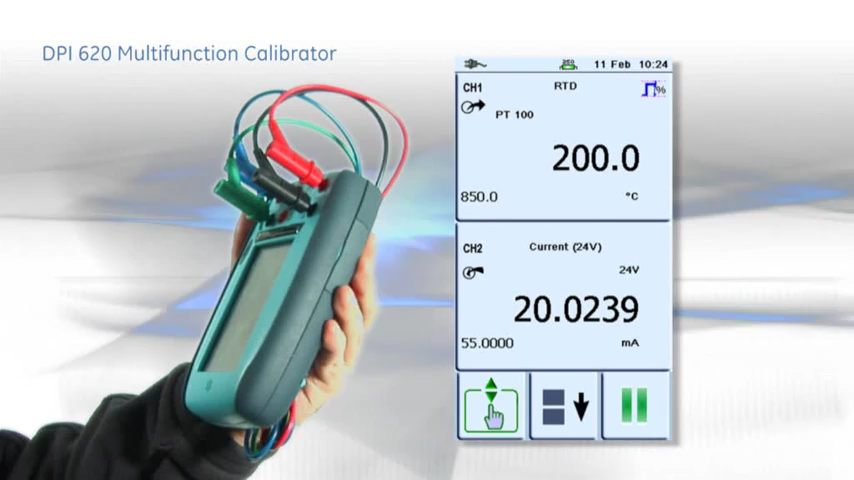 DPI 620 Multifunction Calibrator
11 Feb 10:24
CH1
RTD
%
PT 100
200.0
850.0
°C
CH2
Current (24V)
24V
20.0239
55.0000
mA